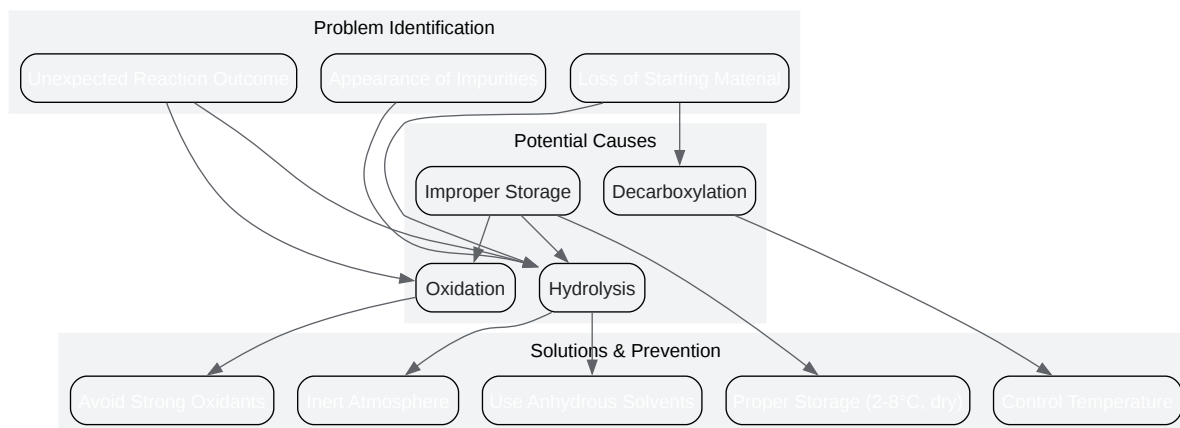 Problem Identification
Unexpected Reaction Outcome
Appearance of Impurities
Loss of Starting Material
Potential Causes
Improper Storage
Decarboxylation
Oxidation
Hydrolysis
Solutions & Prevention
Avoid Strong Oxidants
Inert Atmosphere
Use Anhydrous Solvents
Proper Storage (2-8°C, dry)
Control Temperature